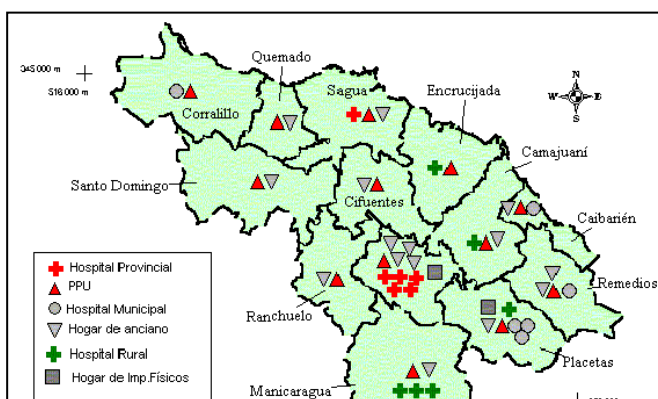 Quemado
N
345000 m
Sagua
516000 m
Encrucijada
W
E
Corralillo
S
Camajuaní
Santo Domingo
Cifuentes
Caibarién
Hospital Provincial
PPU
Remedios
Hospital Municipal
Ranchuelo
Hogar de anciano
Hospital Rural
Placetas
Hogar de Imp.Físicos
Manicaragua